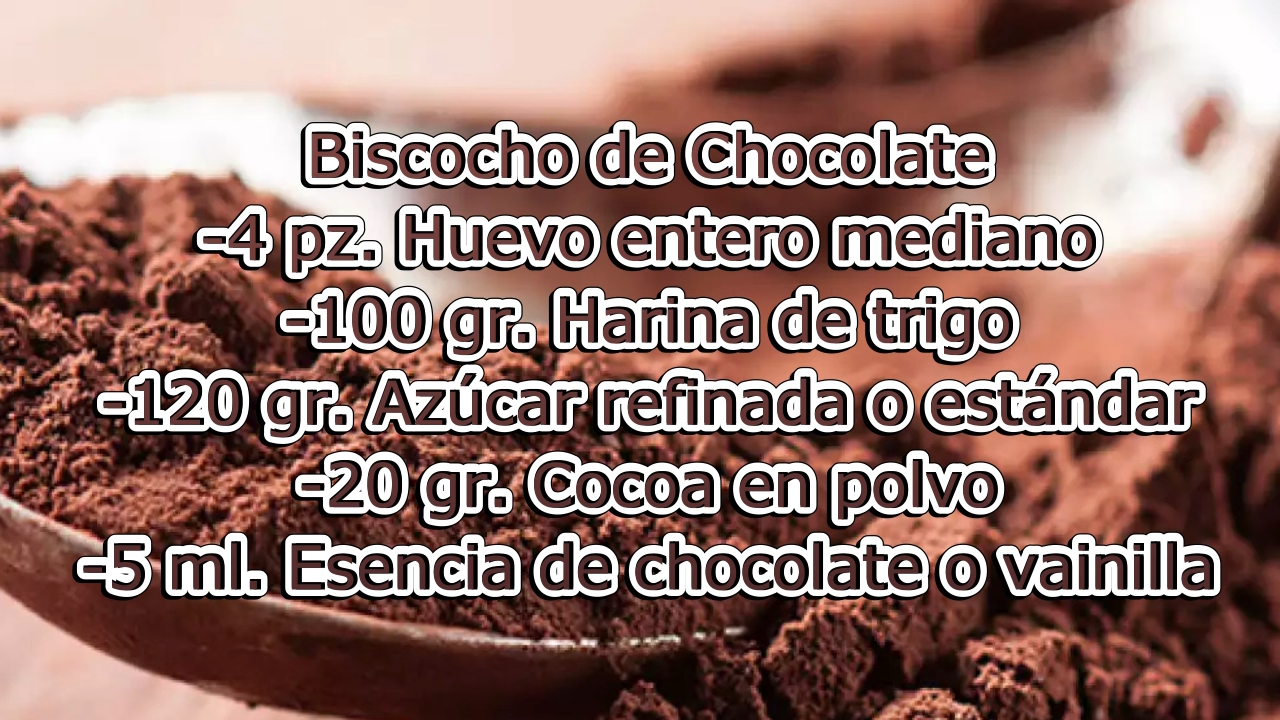 Biscocho de Chocolate
-4 pz. Huevo entero mediano
-100 gr. Harina de trigo
-120 gr. Azúcar refinada o estándar
-20 gr. Cocoa en polvo
-5 ml. Esencia de chocolate o vainilla